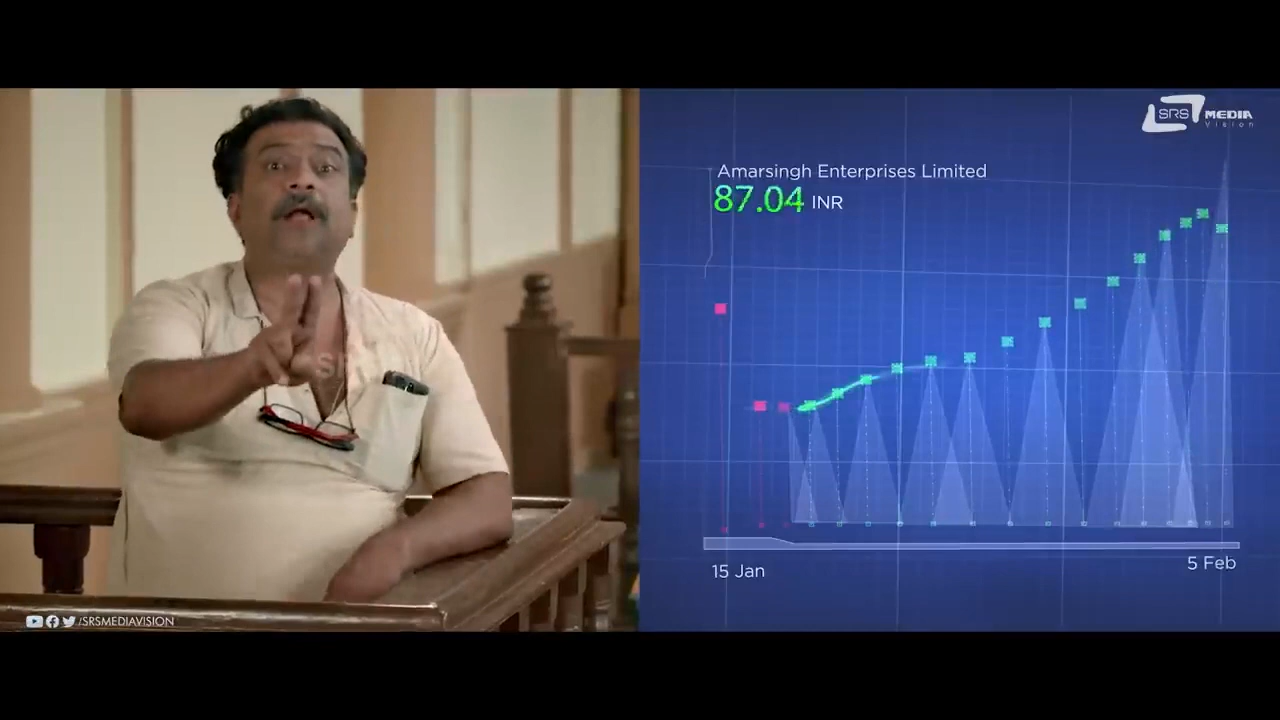 SRS MEDIA
Vision
Amarsingh Enterprises Limited
87.04 INR
15 Jan
5 Feb
/SRSMEDIAVISION